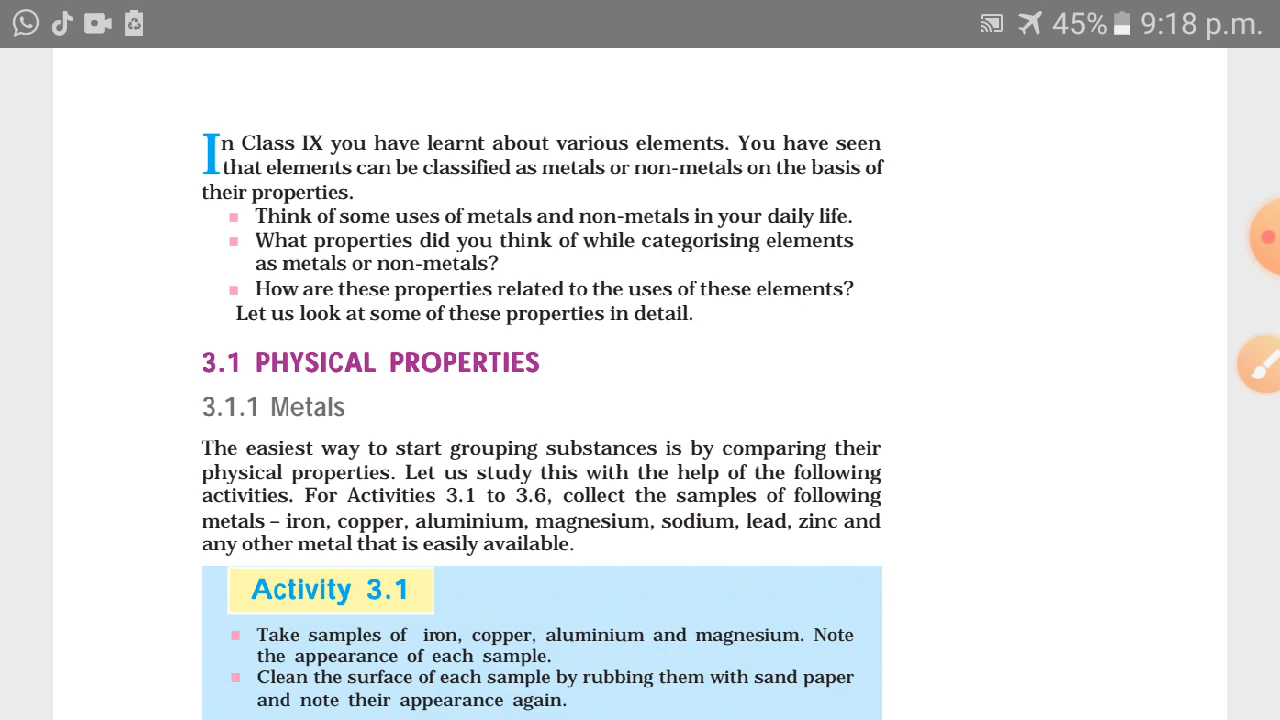 45% 9:18 p.m.
In Class IX you have learnt about various elements. You have seen
that elements can be classified as metals or non-metals on the basis of
their properties.
Think of some uses of metals and non-metals in your daily life.
What properties did you think of while categorising elements
as metals or non-metals?
How are these properties related to the uses of these elements?
Let us look at some of these properties in detail.
3.1 PHYSICAL PROPERTIES
3.1.1 Metals
The easiest way to start grouping substances is by comparing their
physical properties. Let us study this with the help of the following
activities. For Activities 3.1 to 3.6, collect the samples of following
metals – iron, copper, aluminium, magnesium, sodium, lead, zinc and
any other metal that is easily available.
Activity 3.1
Take samples of iron, copper, aluminium and magnesium. Note
the appearance of each sample.
Clean the surface of each sample by rubbing them with sand paper
and note their appearance again.